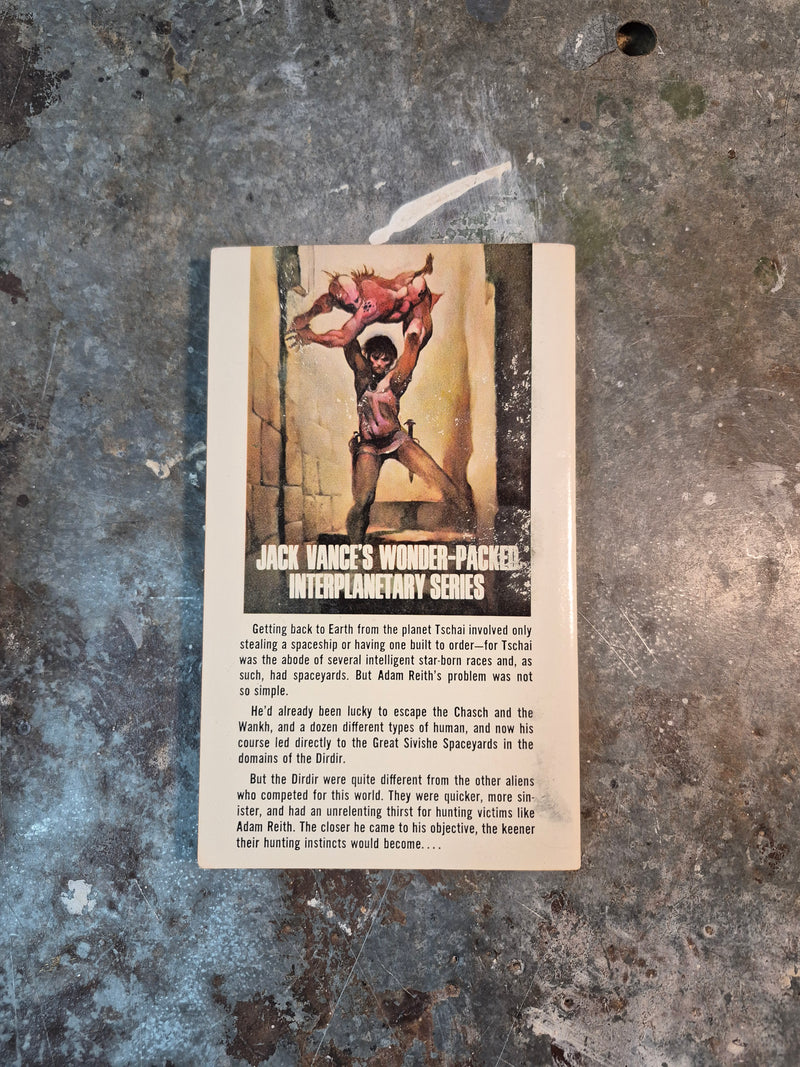 JACK VANCE'S WONDER-PACKED
INTERPLANETARY SERIES
Getting back to Earth from the planet Tschai involved only
stealing a spaceship or having one built to order—for Tschai
was the abode of several intelligent star-born races and, as
such, had spaceyards. But Adam Reith's problem was not
so simple.
He'd already been lucky to escape the Chasch and the
Wankh, and a dozen different types of human, and now his
course led directly to the Great Sivishe Spaceyards in the
domains of the Dirdir.
But the Dirdir were quite different from the other aliens
who competed for this world. They were quicker, more sin-
ister, and had an unrelenting thirst for hunting victims like
Adam Reith. The closer he came to his objective, the keener
their hunting instincts would become....